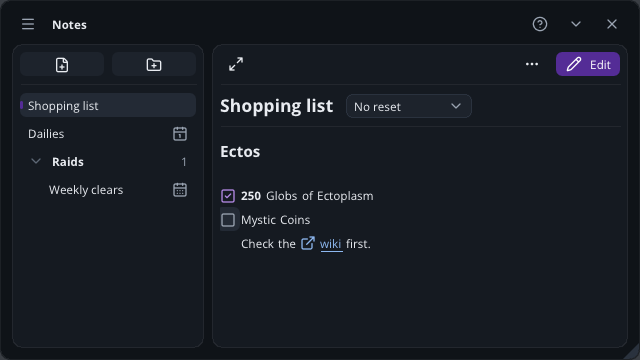 Notes
Edit
Shopping list
Dailies
Raids 1
Weekly clears
Shopping list No reset
Ectos
250 Globs of Ectoplasm
Mystic Coins
Check the wiki first.